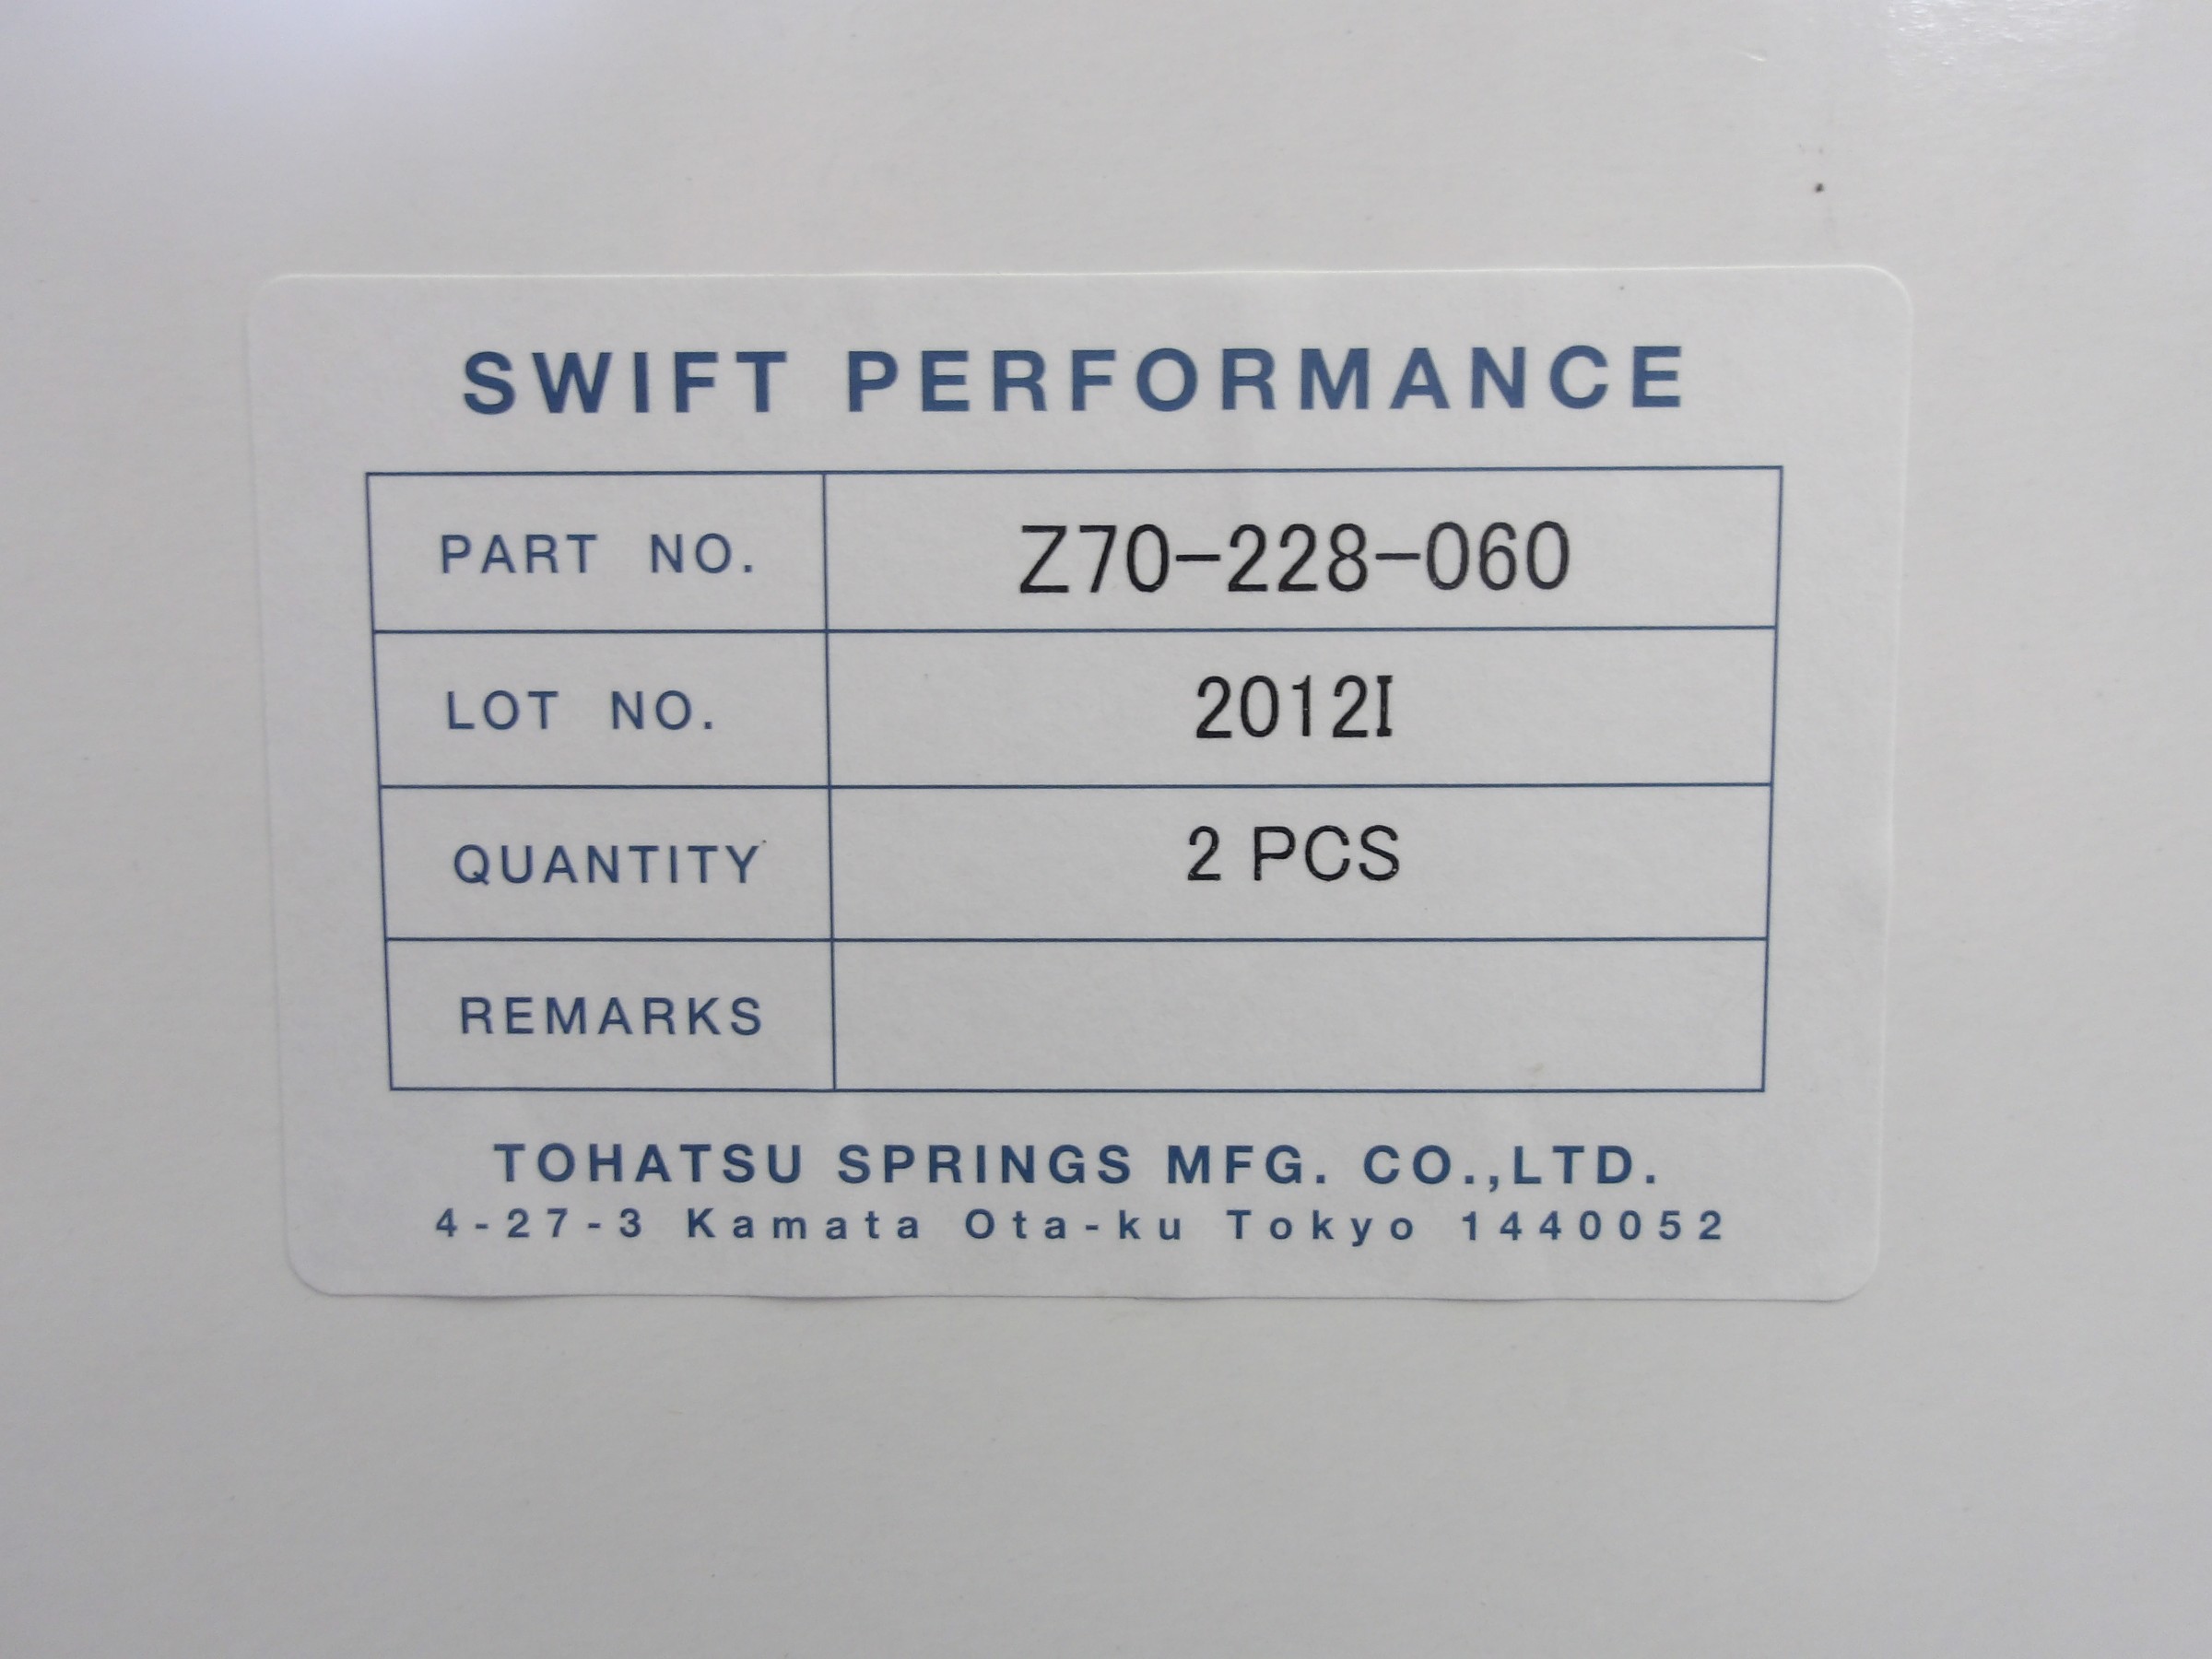 SWIFT PERFORMANCE
PART NO. Z70-228-060
LOT NO. 2012I
QUANTITY 2 PCS
REMARKS
TOHATSU SPRINGS MFG. CO.,LTD.
4-27-3 Kamata Ota-ku Tokyo 1440052